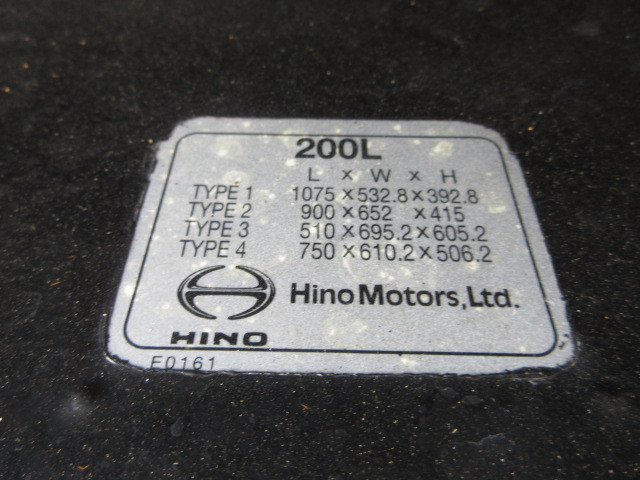 200L
L x W x H
TYPE 1 1075 x 532.8 x 392.8
TYPE 2 900 x 652 x 415
TYPE 3 510 x 695.2 x 605.2
TYPE 4 750 x 610.2 x 506.2
Hino Motors, Ltd.
HINO
E0161